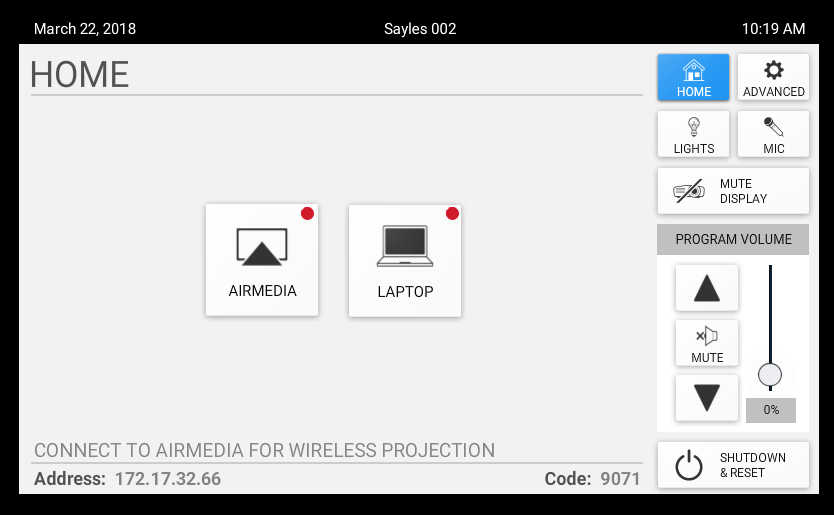 March 22, 2018
Sayles 002
10:19 AM
HOME
HOME
ADVANCED
LIGHTS
MIC
MUTE
DISPLAY
PROGRAM VOLUME
AIRMEDIA
LAPTOP
MUTE
0%
CONNECT TO AIRMEDIA FOR WIRELESS PROJECTION
Address: 172.17.32.66
Code: 9071
SHUTDOWN
& RESET